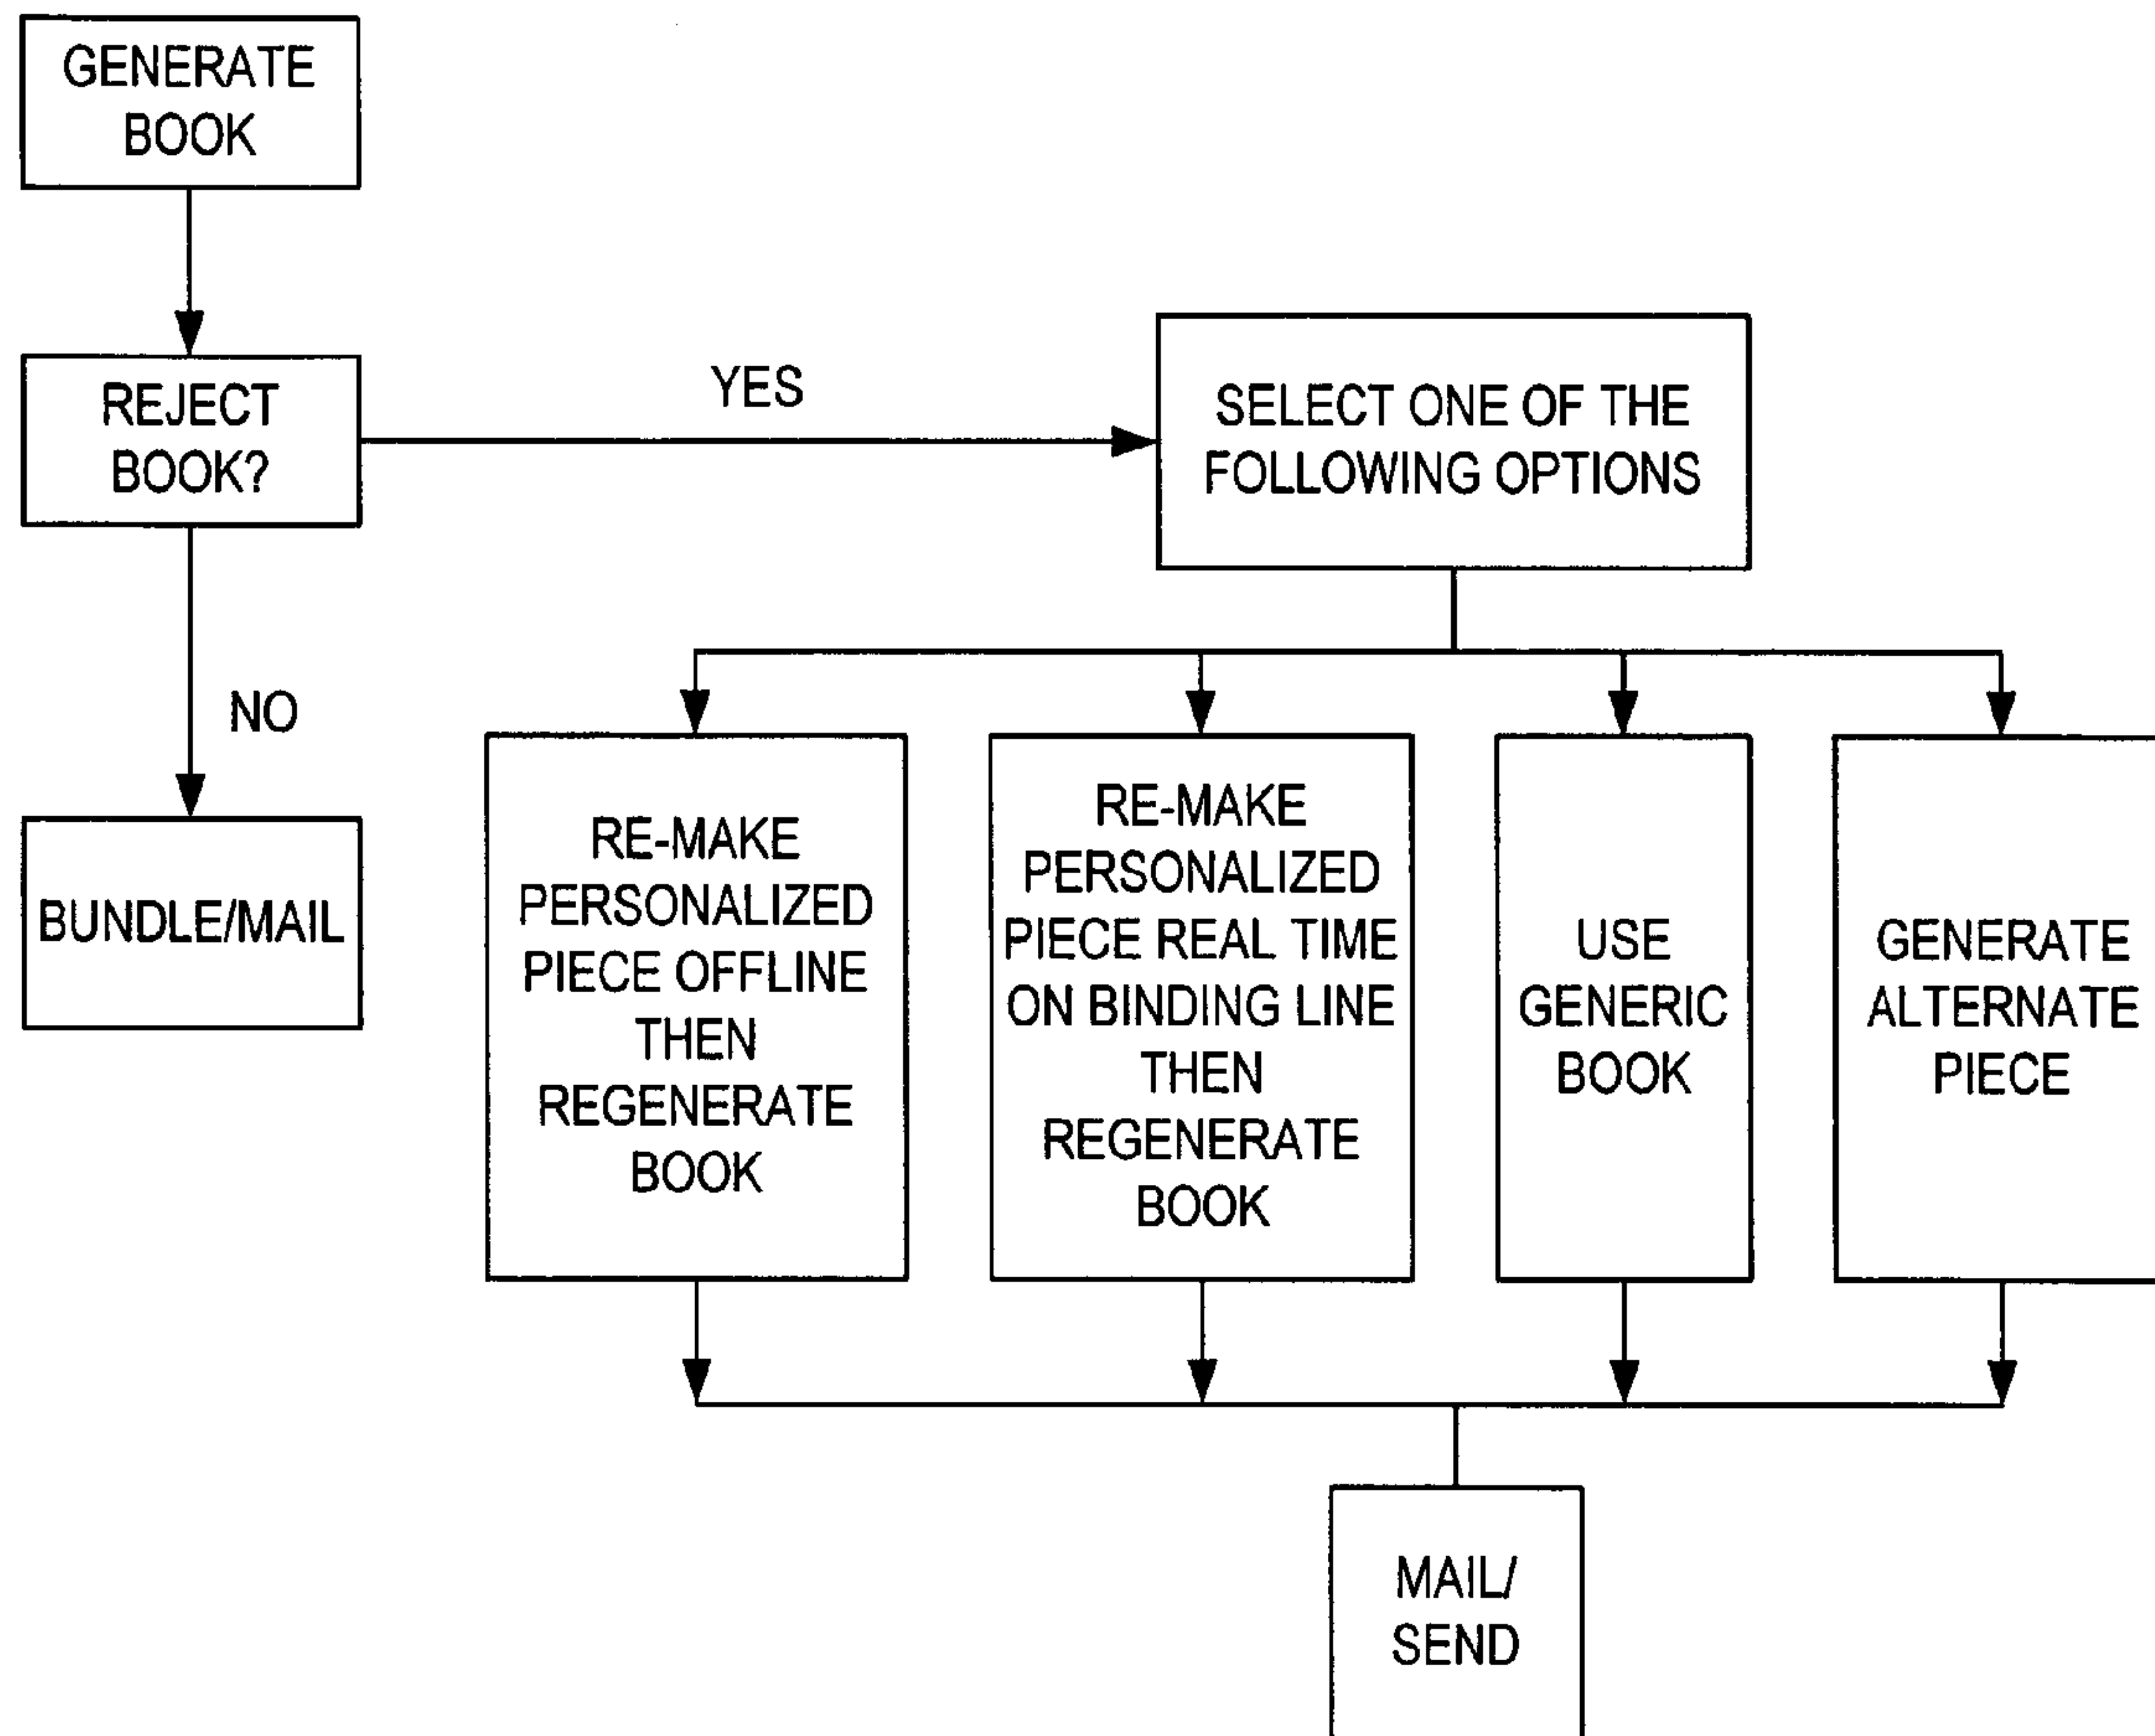 GENERATE
BOOK
REJECT
BOOK?
YES
SELECT ONE OF THE
FOLLOWING OPTIONS
NO
BUNDLE/MAIL
RE-MAKE
PERSONALIZED
PIECE OFFLINE
THEN
REGENERATE
BOOK
RE-MAKE
PERSONALIZED
PIECE REAL TIME
ON BINDING LINE
THEN
REGENERATE
BOOK
USE
GENERIC
BOOK
GENERATE
ALTERNATE
PIECE
MAIL/
SEND